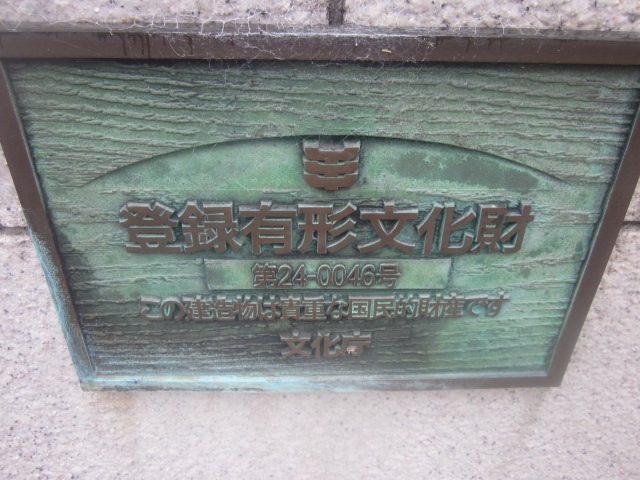 登録有形文化財
第24-0046号
この建造物は貴重な国民的財産です
文化庁